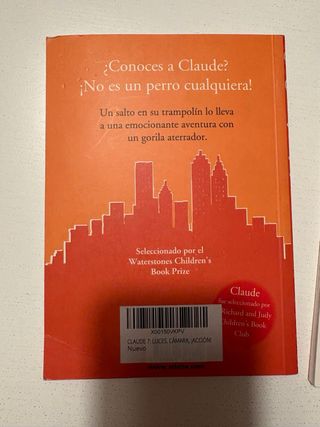 ¿Conoces a Claude?
¡No es un perro cualquiera!
Un salto en su trampolín lo lleva
a una emocionante aventura con
un gorila aterrador.
Seleccionado por el
Waterstones Children's
Book Prize
Claude
fue seleccionado por
Richard and Judy
Children's Book
Club
X001S0VKPV
CLAUDE 7: LUCES, CÁMARA, ¡ACCIÓN!
Nuevo